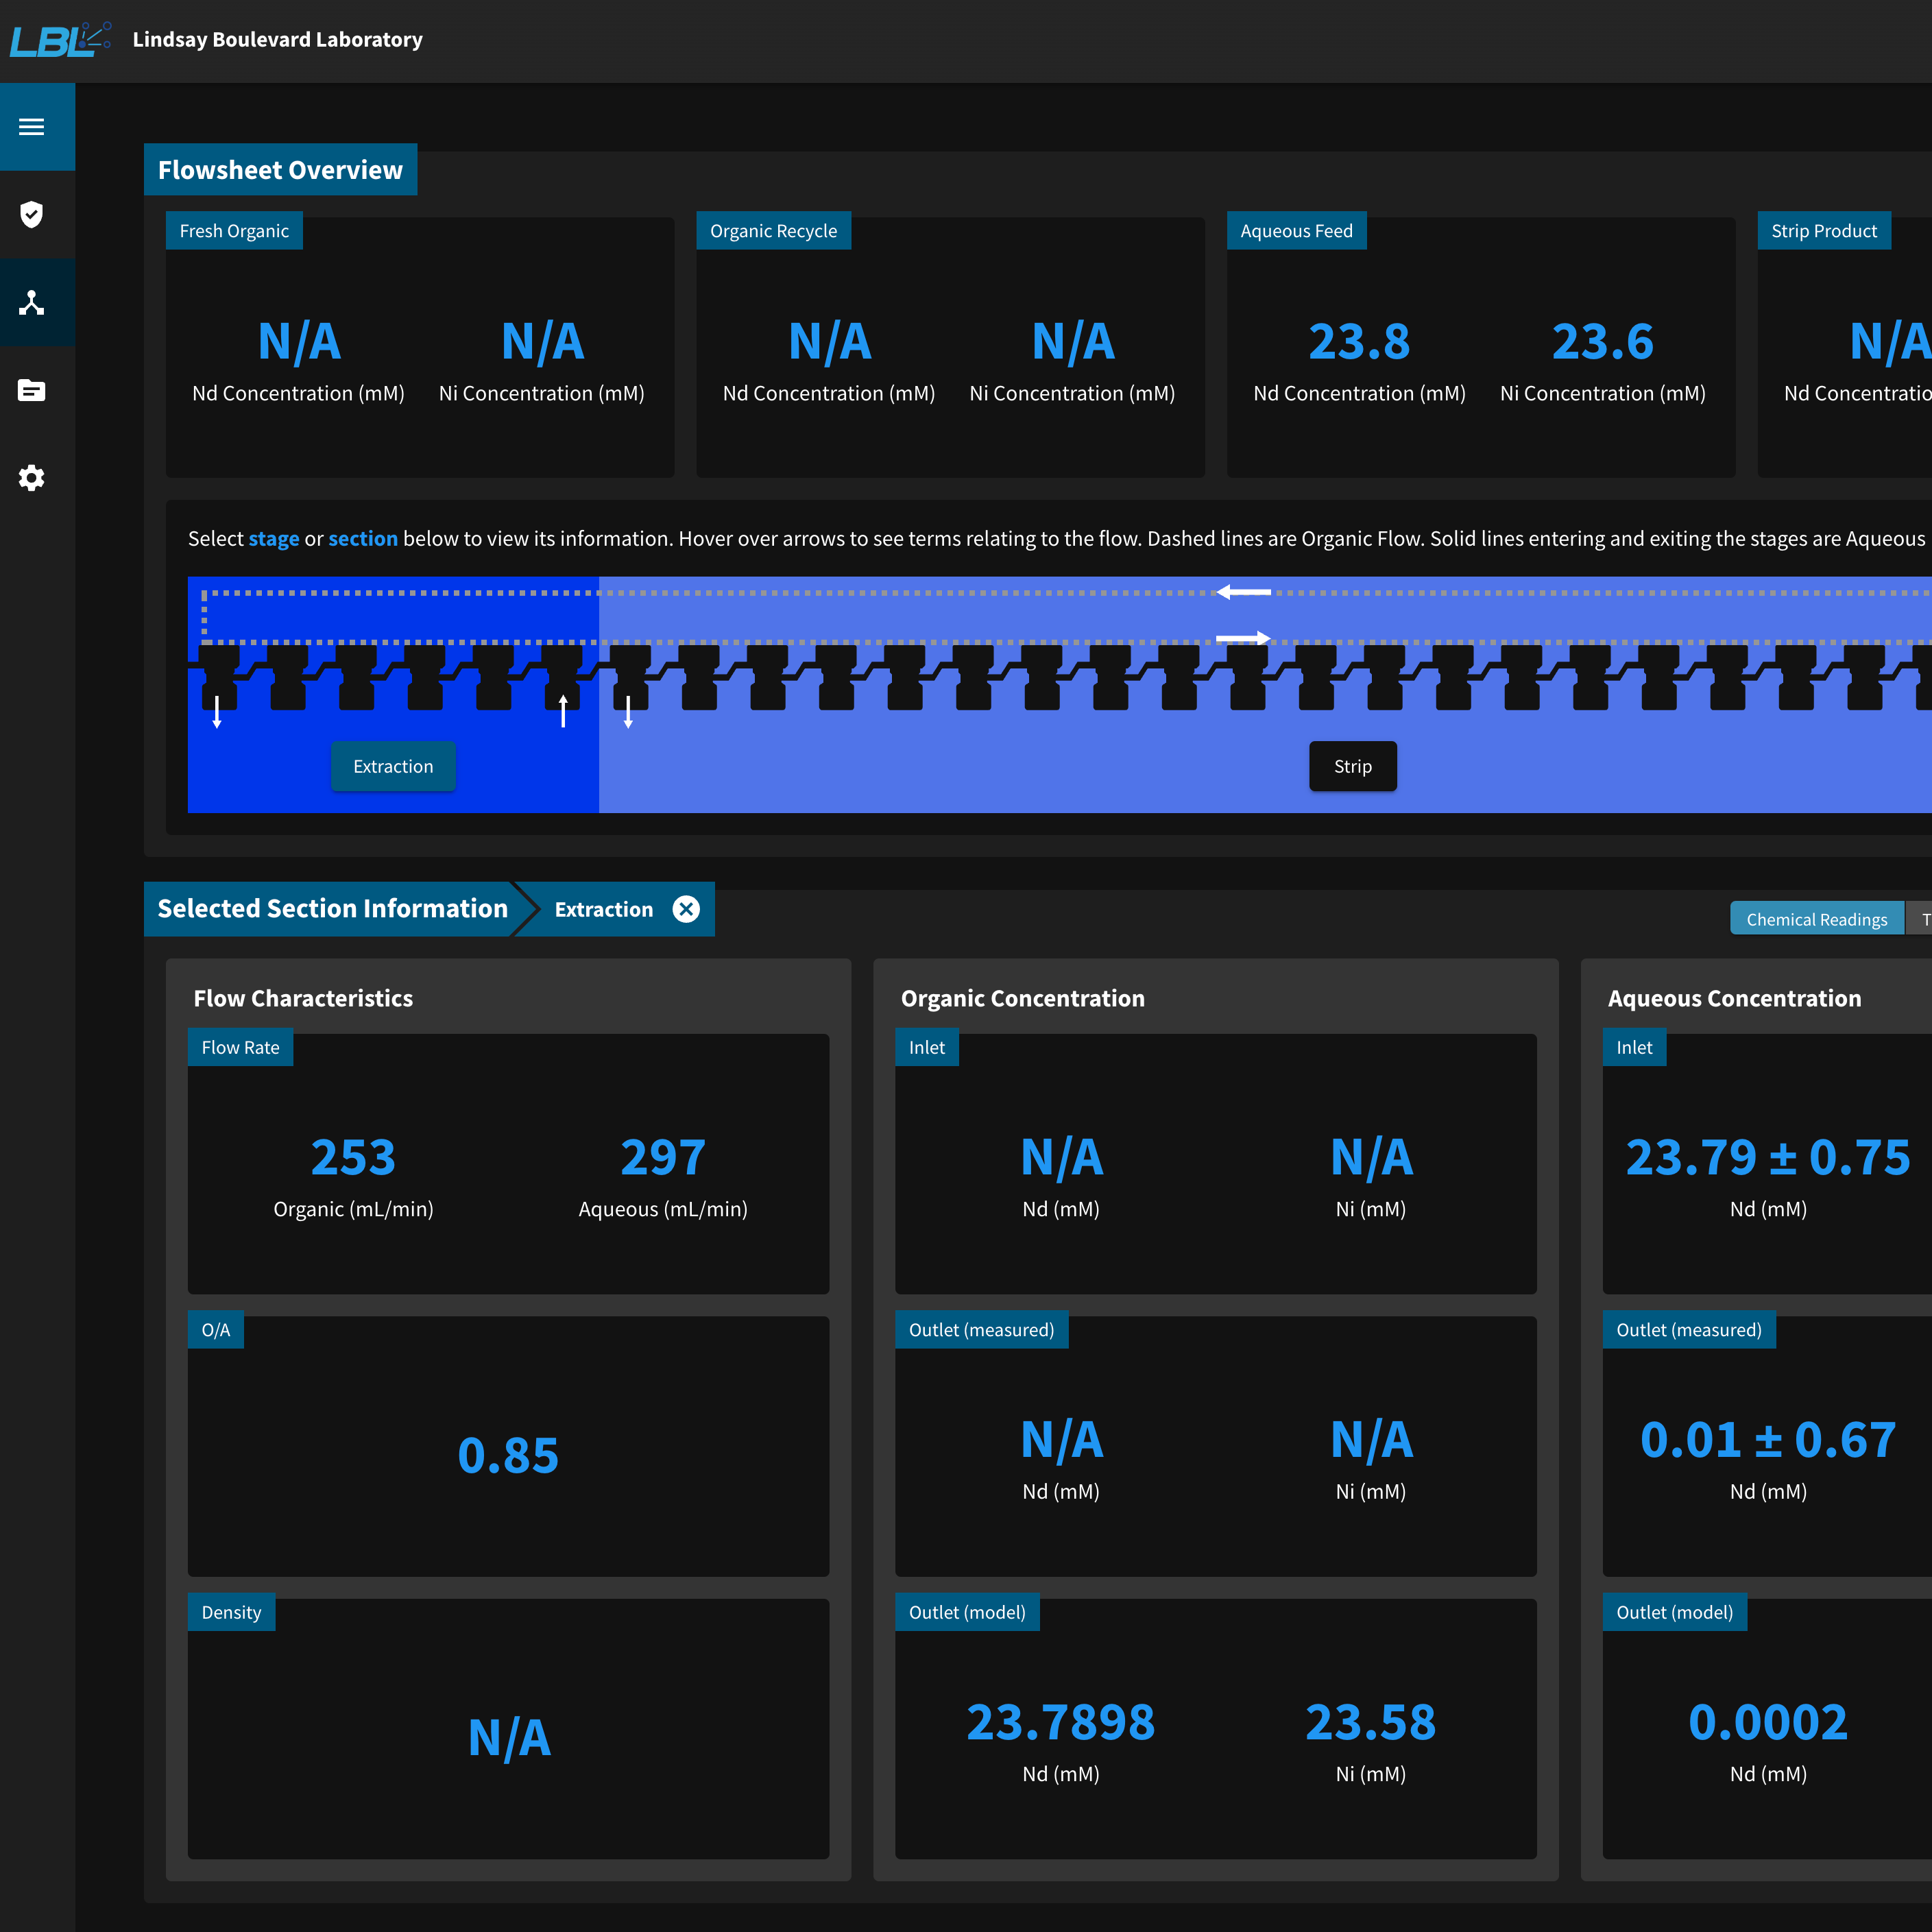 LBL
Lindsay Boulevard Laboratory
Flowsheet Overview
Fresh Organic
N/A N/A
Nd Concentration (mM) Ni Concentration (mM)
Organic Recycle
N/A N/A
Nd Concentration (mM) Ni Concentration (mM)
Aqueous Feed
23.8 23.6
Nd Concentration (mM) Ni Concentration (mM)
Strip Product
N/A
Nd
Select stage or section below to view its information. Hover over arrows to see terms relating to the flow. Dashed lines are Organic Flow. Solid lines entering and exiting the stages are Aqueous
Extraction
Strip
Selected Section Information
Extraction
Chemical Readings
Flow Characteristics
Flow Rate
253 297
Organic (mL/min) Aqueous (mL/min)
O/A
0.85
Density
N/A
Organic Concentration
Inlet
N/A N/A
Nd (mM) Ni (mM)
Outlet (measured)
N/A N/A
Nd (mM) Ni (mM)
Outlet (model)
23.7898 23.58
Nd (mM) Ni (mM)
Aqueous Concentration
Inlet
23.79 ± 0.75
Nd (mM)
Outlet (measured)
0.01 ± 0.67
Nd (mM)
Outlet (model)
0.0002
Nd (mM)